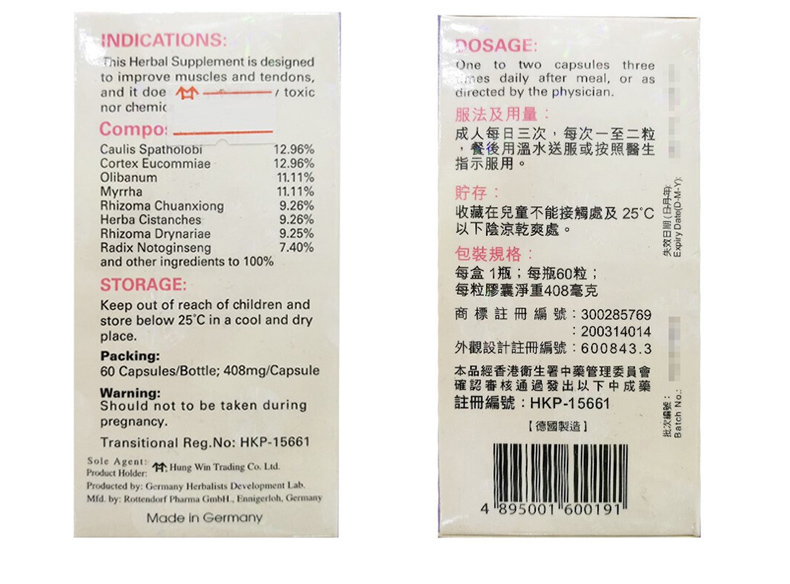 INDICATIONS:
This Herbal Supplement is designed
to improve muscles and tendons,
and it doe y toxic
nor chemic
Compo
Caulis Spatholobi 12.96%
Cortex Eucommiae 12.96%
Olibanum 11.11%
Myrrha 11.11%
Rhizoma Chuanxiong 9.26%
Herba Cistanches 9.26%
Rhizoma Drynariae 9.25%
Radix Notoginseng 7.40%
and other ingredients to 100%
STORAGE:
Keep out of reach of children and
store below 25°C in a cool and dry
place.
Packing:
60 Capsules/Bottle; 408mg/Capsule
Warning:
Should not to be taken during
pregnancy.
Transitional Reg.No: HKP-15661
Sole Agent:
Product Holder: Hung Win Trading Co. Ltd.
Producted by: Germany Herbalists Development Lab.
Mfd. by: Rottendorf Pharma GmbH., Ennigerloh, Germany
Made in Germany
DOSAGE:
One to two capsules three
times daily after meal, or as
directed by the physician.
服法及用量：
成人每日三次，每次一至二粒
，餐後用溫水送服或按照醫生
指示服用。
貯存：
收藏在兒童不能接觸處及 25°C
以下陰涼乾爽處。
包裝規格：
每盒 1瓶；每瓶60粒；
每粒膠囊淨重408毫克
商標註冊編號：300285769
：200314014
外觀設計註冊編號：600843.3
本品經香港衛生署中藥管理委員會
確認審核通過發出以下中成藥
註冊編號：HKP-15661
【德國製造】
4 895001 600191
失效日期(日-月-年):
Expiry Date(D-M-Y):
批次編號：
Batch No.: